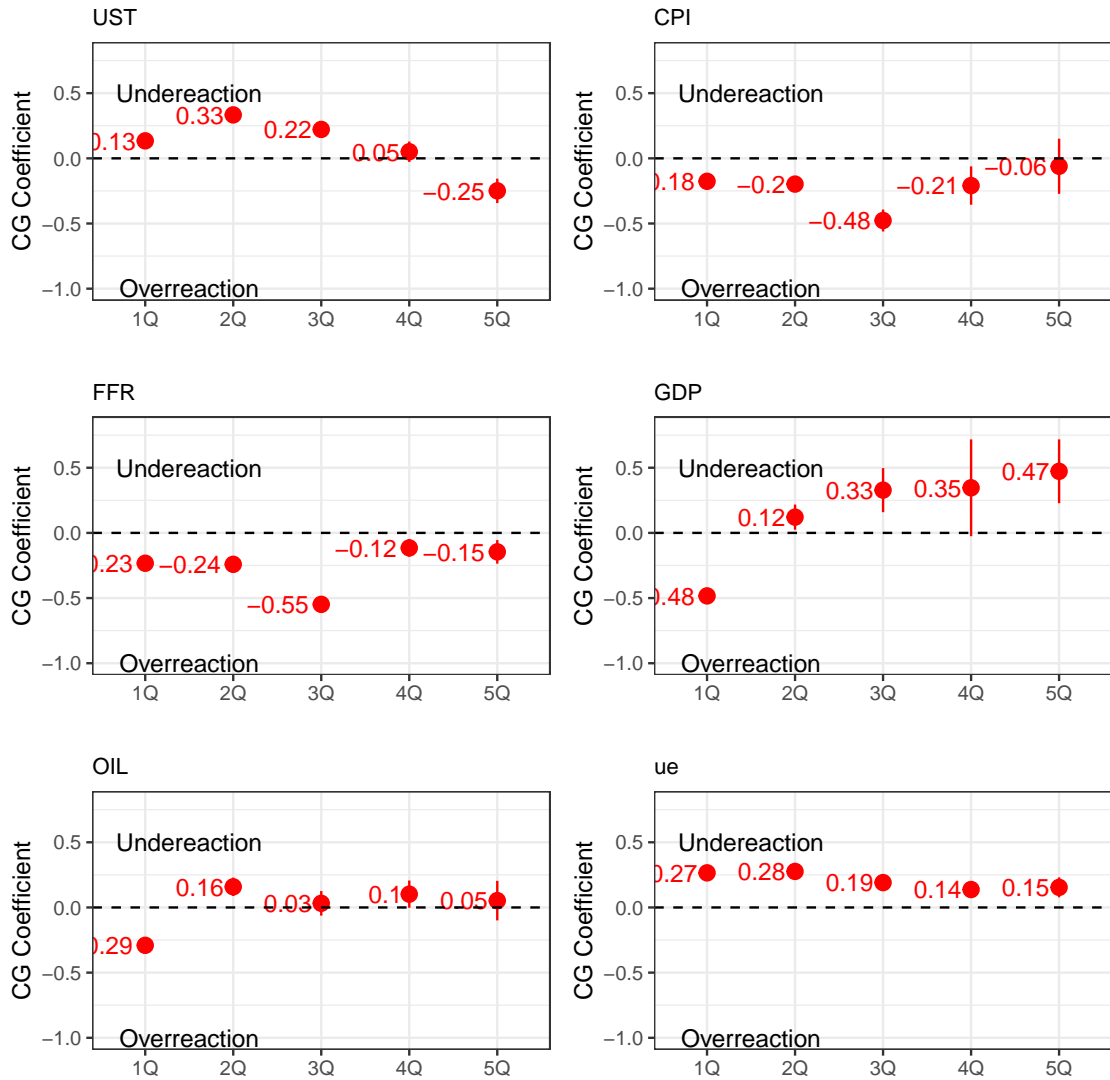 UST
CG Coefficient
0.5
0.0
−0.5
−1.0
Undereaction
0.13
0.33
0.22
0.05
−0.25
Overreaction
1Q 2Q 3Q 4Q 5Q
CPI
CG Coefficient
0.5
0.0
−0.5
−1.0
Undereaction
0.18
−0.2
−0.48
−0.21
−0.06
Overreaction
1Q 2Q 3Q 4Q 5Q
FFR
CG Coefficient
0.5
0.0
−0.5
−1.0
Undereaction
0.23
−0.24
−0.55
−0.12
−0.15
Overreaction
1Q 2Q 3Q 4Q 5Q
GDP
CG Coefficient
0.5
0.0
−0.5
−1.0
Undereaction
0.48
0.12
0.33
0.35
0.47
Overreaction
1Q 2Q 3Q 4Q 5Q
OIL
CG Coefficient
0.5
0.0
−0.5
−1.0
Undereaction
0.29
0.16
0.03
0.1
0.05
Overreaction
1Q 2Q 3Q 4Q 5Q
ue
CG Coefficient
0.5
0.0
−0.5
−1.0
Undereaction
0.27
0.28
0.19
0.14
0.15
Overreaction
1Q 2Q 3Q 4Q 5Q